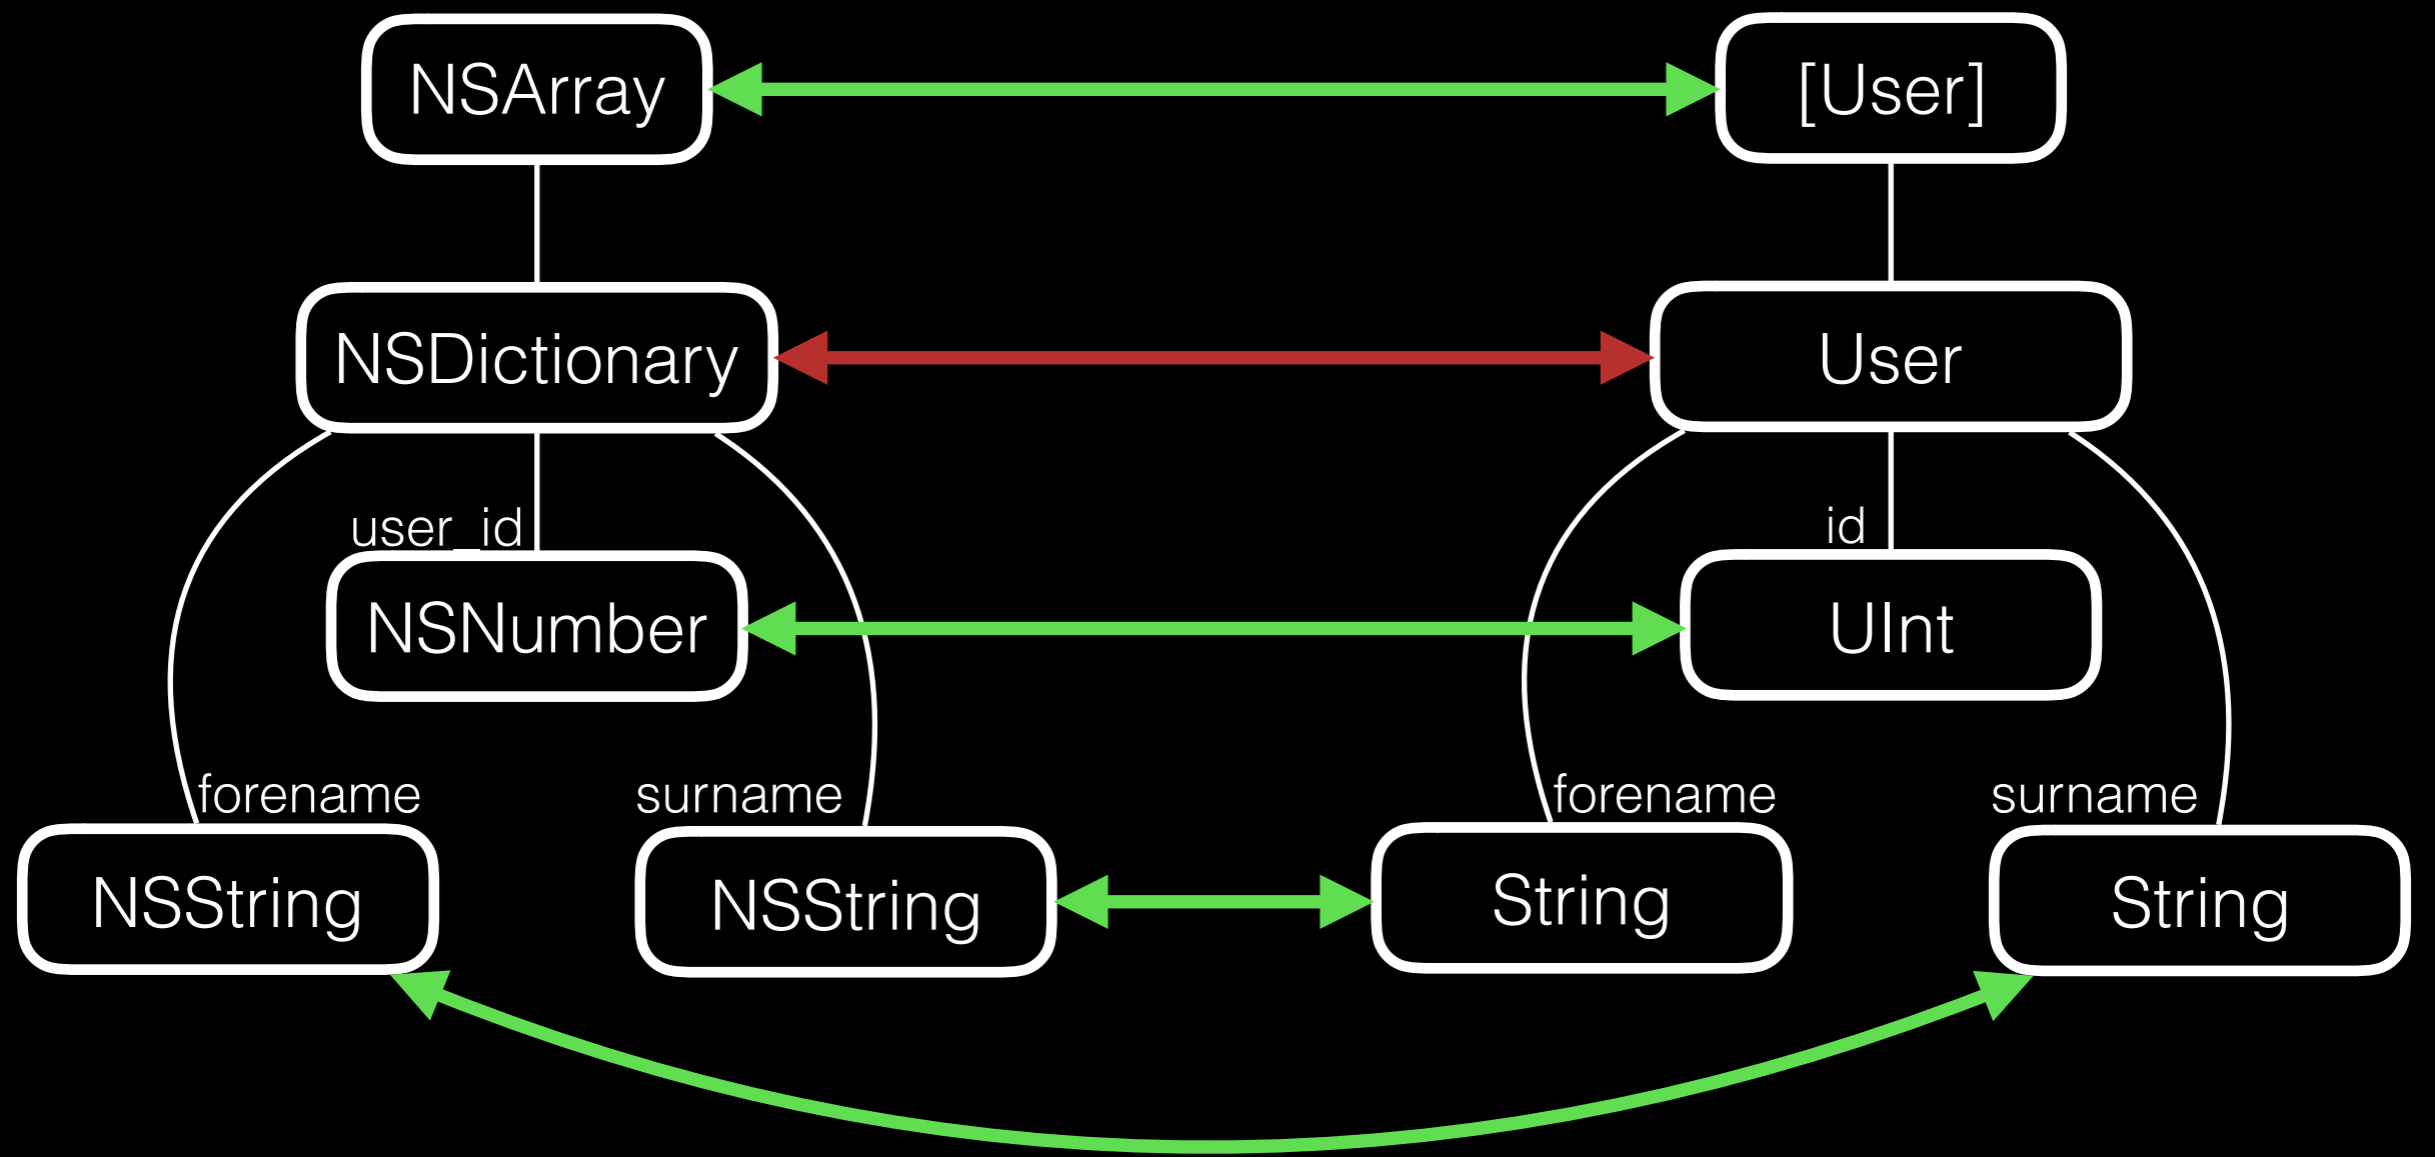 NSArray
[User]
NSDictionary
User
user_id
id
NSNumber
UInt
forename
surname
forename
surname
NSString
NSString
String
String